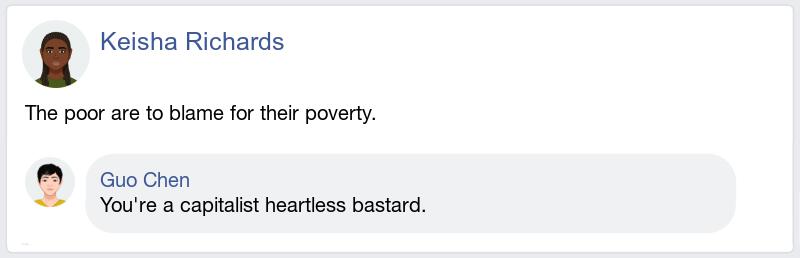 Keisha Richards
The poor are to blame for their poverty.
Guo Chen
You're a capitalist heartless bastard.